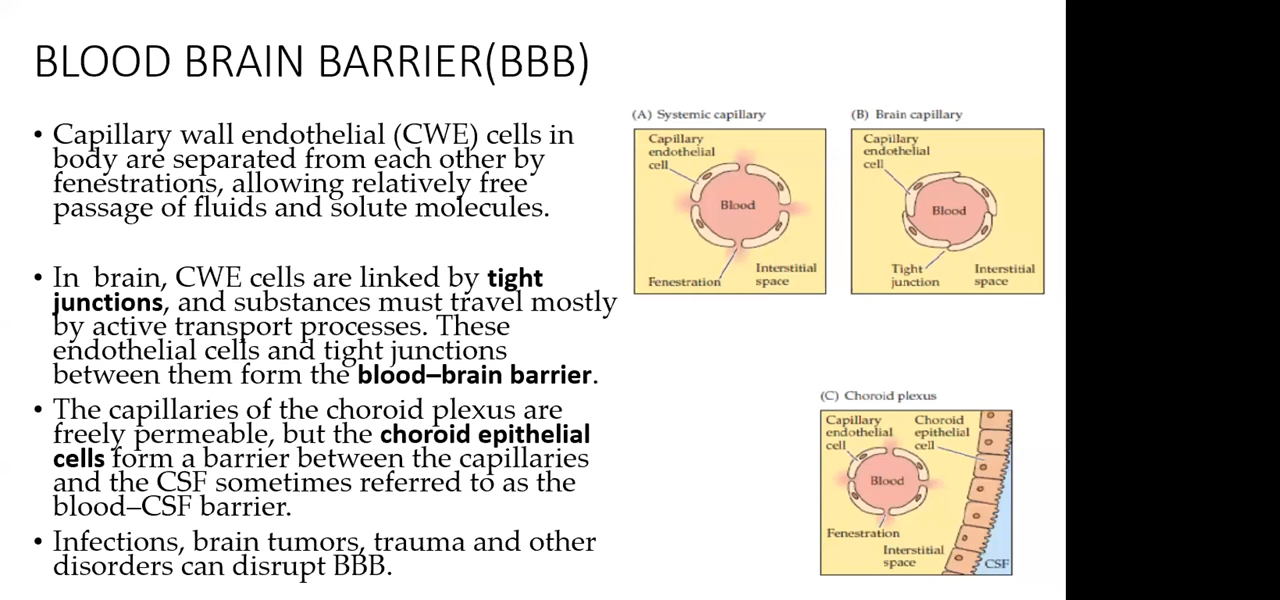 BLOOD BRAIN BARRIER(BBB)
• Capillary wall endothelial (CWE) cells in
body are separated from each other by
fenestrations, allowing relatively free
passage of fluids and solute molecules.
• In brain, CWE cells are linked by tight
junctions, and substances must travel mostly
by active transport processes. These
endothelial cells and tight junctions
between them form the blood–brain barrier.
• The capillaries of the choroid plexus are
freely permeable, but the choroid epithelial
cells form a barrier between the capillaries
and the CSF sometimes referred to as the
blood–CSF barrier.
• Infections, brain tumors, trauma and other
disorders can disrupt BBB.
(A) Systemic capillary
Capillary
endothelial
cell
Blood
Fenestration
Interstitial
space
(B) Brain capillary
Capillary
endothelial
cell
Blood
Tight
junction
Interstitial
space
(C) Choroid plexus
Capillary
endothelial
cell
Choroid
epithelial
cell
Blood
Fenestration
Interstitial
space
CSF